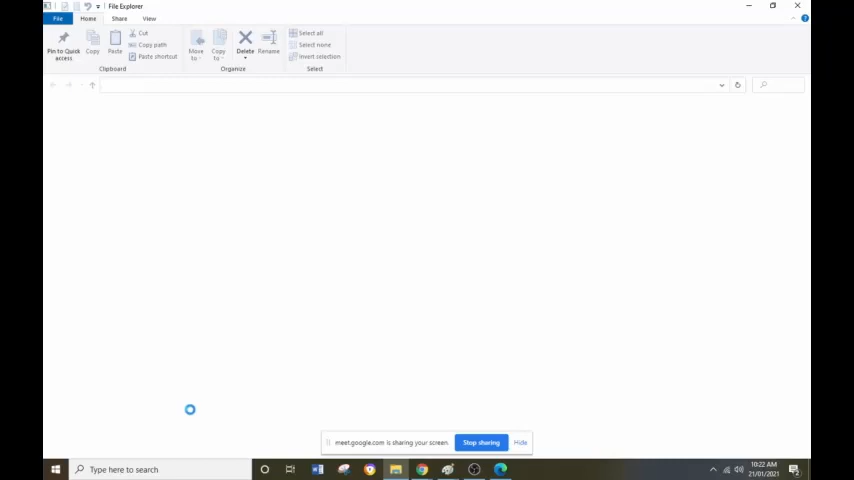 File Explorer
File Home Share View
Pin to Quick access
Copy
Paste
Cut
Copy path
Paste shortcut
Clipboard
Move to
Copy to
Delete
Rename
Organize
Select all
Select none
Invert selection
Select
meet.google.com is sharing your screen.
Stop sharing
Hide
Type here to search
10:22 AM
21/01/2021